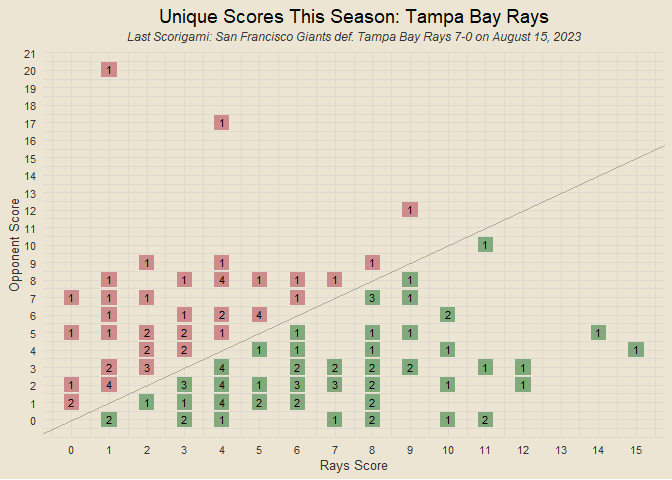 Unique Scores This Season: Tampa Bay Rays
Last Scorigami: San Francisco Giants def. Tampa Bay Rays 7-0 on August 15, 2023
21
20 1
19
18
17 1
16
15
14
13
12 1
11
10 1
9 1 1 1
8 1 1 4 1 1 1 1
7 1 1 1 1 3 1
6 1 1 2 4 2
5 1 1 2 2 1 1 1 1 1
4 2 2 1 1 1 1 1
3 2 3 4 2 2 2 2 1 1
2 1 4 3 4 1 3 3 2 1 1
1 2 1 1 4 2 2 2
0 2 2 1 1 2 1 2
0 1 2 3 4 5 6 7 8 9 10 11 12 13 14 15
Rays Score
Opponent Score